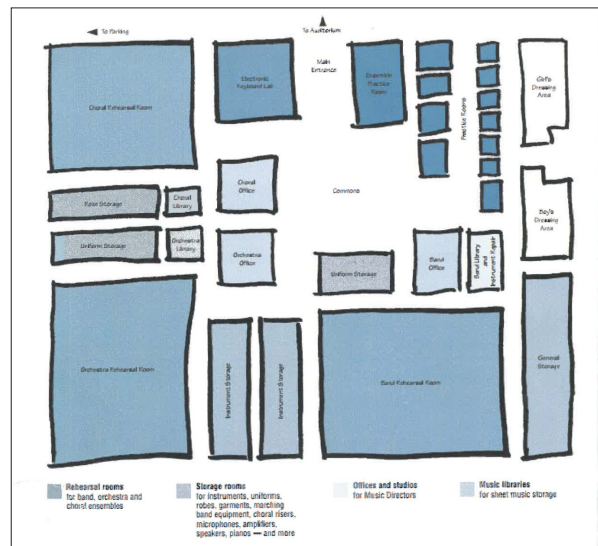 To Parking
To Auditorium
Main
Entrance
Choral Rehearsal Room
Electronic
Keyboard Lab
Ensemble
Practice
Room
Practice Rooms
Girl's
Dressing
Area
Choral
Office
Commons
Robe Storage
Choral
Library
Boy's
Dressing
Area
Uniform Storage
Orchestra
Library
Orchestra
Office
Uniform Storage
Band
Office
Band Library
and
Instrument Repair
Orchestra Rehearsal Room
Instrument Storage
Instrument Storage
Band Rehearsal Room
General
Storage
Rehearsal rooms
for band, orchestra and
choral ensembles
Storage rooms
for instruments, uniforms,
robes, garments, marching
band equipment, choral risers,
microphones, amplifiers,
speakers, pianos — and more
Offices and studios
for Music Directors
Music libraries
for sheet music storage